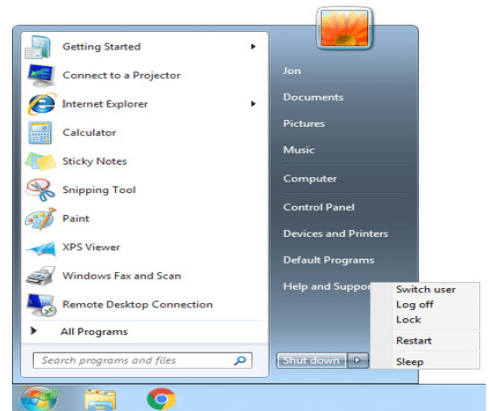 Getting Started
Connect to a Projector
Internet Explorer
Calculator
Sticky Notes
Snipping Tool
Paint
XPS Viewer
Windows Fax and Scan
Remote Desktop Connection
All Programs
Search programs and files
Jon
Documents
Pictures
Music
Computer
Control Panel
Devices and Printers
Default Programs
Help and Suppo
Shut down
Switch user
Log off
Lock
Restart
Sleep